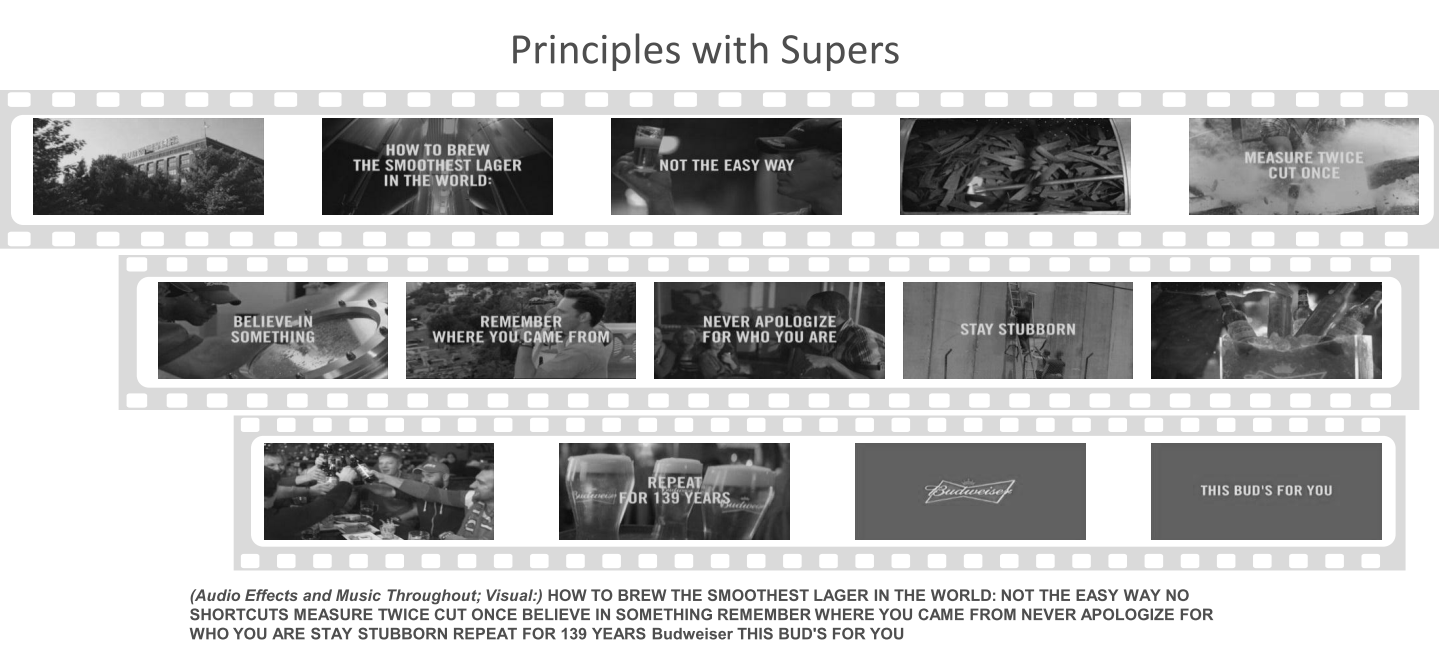 Principles with Supers
HOW TO BREW
THE SMOOTHEST LAGER
IN THE WORLD:
NOT THE EASY WAY
MEASURE TWICE
CUT ONCE
BELIEVE IN
SOMETHING
REMEMBER
WHERE YOU CAME FROM
NEVER APOLOGIZE
FOR WHO YOU ARE
STAY STUBBORN
REPEAT
FOR 139 YEARS
Budweiser
Budweiser
Budweiser
THIS BUD'S FOR YOU
(Audio Effects and Music Throughout; Visual:) HOW TO BREW THE SMOOTHEST LAGER IN THE WORLD: NOT THE EASY WAY NO
SHORTCUTS MEASURE TWICE CUT ONCE BELIEVE IN SOMETHING REMEMBER WHERE YOU CAME FROM NEVER APOLOGIZE FOR
WHO YOU ARE STAY STUBBORN REPEAT FOR 139 YEARS Budweiser THIS BUD'S FOR YOU